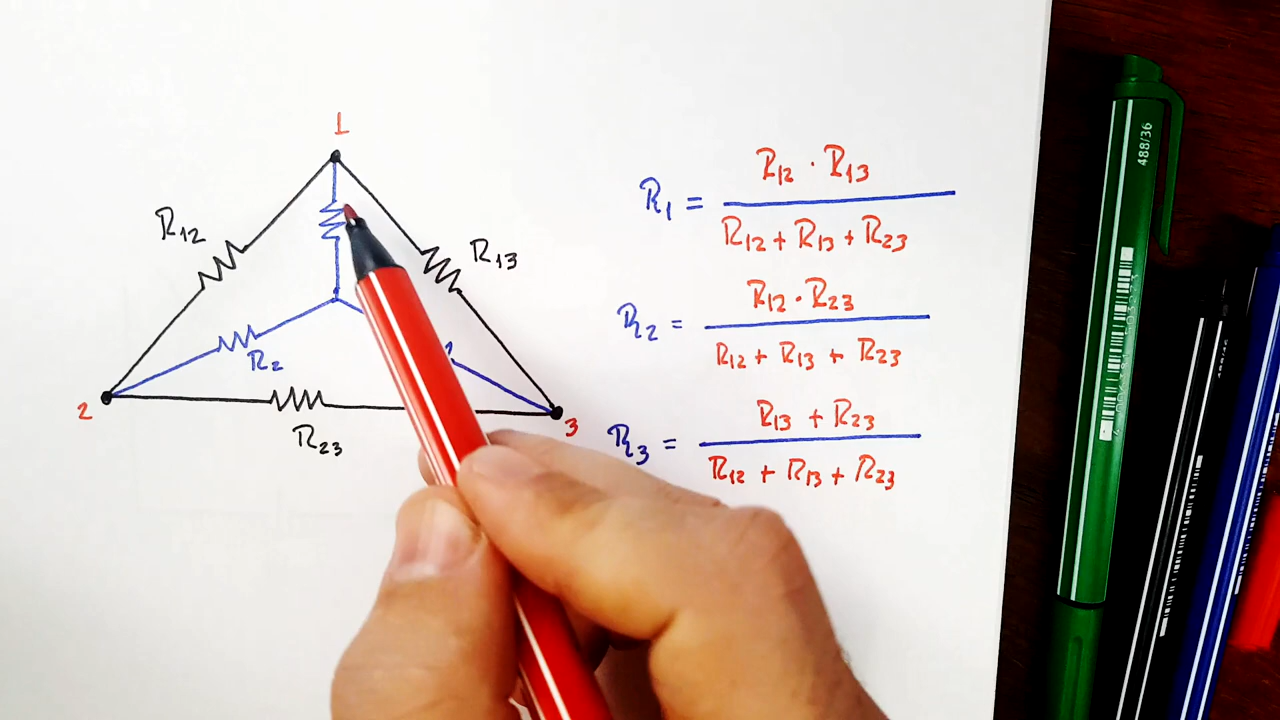 1
R12
R13
R2
2
3
R23
R1 = R12 · R13
R12 + R13 + R23
R2 = R12 · R23
R12 + R13 + R23
R3 = R13 + R23
R12 + R13 + R23
488/36